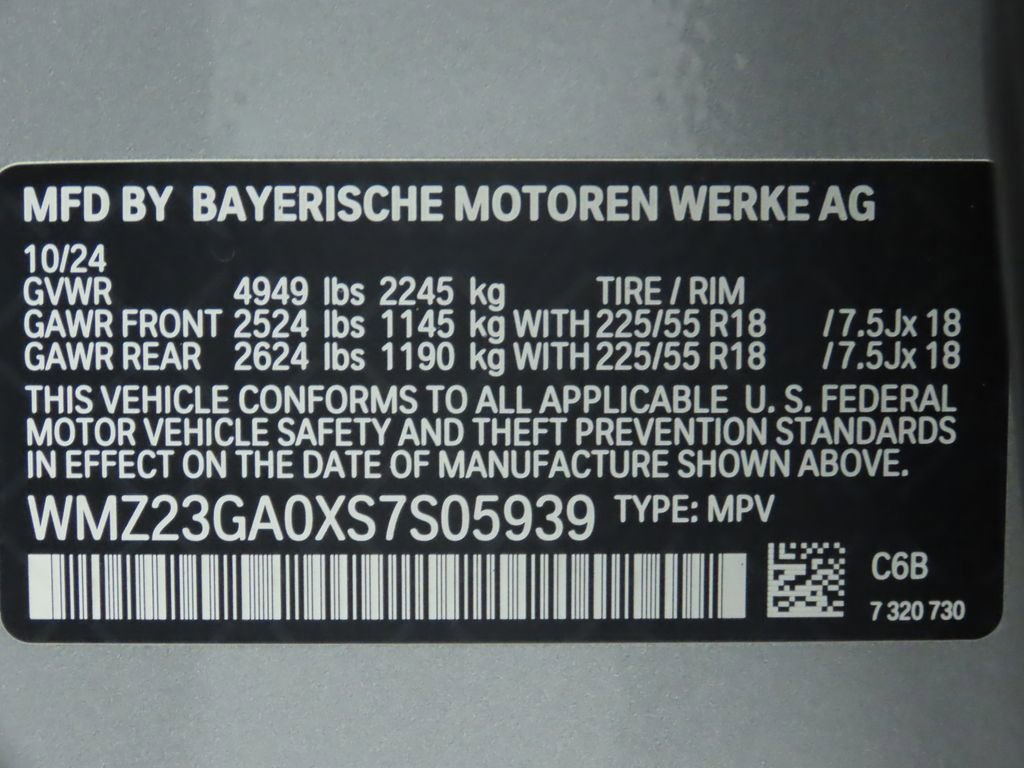 MFD BY BAYERISCHE MOTOREN WERKE AG
10/24
GVWR 4949 lbs 2245 kg TIRE / RIM
GAWR FRONT 2524 lbs 1145 kg WITH 225/55 R18 /7.5Jx 18
GAWR REAR 2624 lbs 1190 kg WITH 225/55 R18 /7.5Jx 18
THIS VEHICLE CONFORMS TO ALL APPLICABLE U. S. FEDERAL
MOTOR VEHICLE SAFETY AND THEFT PREVENTION STANDARDS
IN EFFECT ON THE DATE OF MANUFACTURE SHOWN ABOVE.
WMZ23GA0XS7S05939 TYPE: MPV
C6B
7 320 730